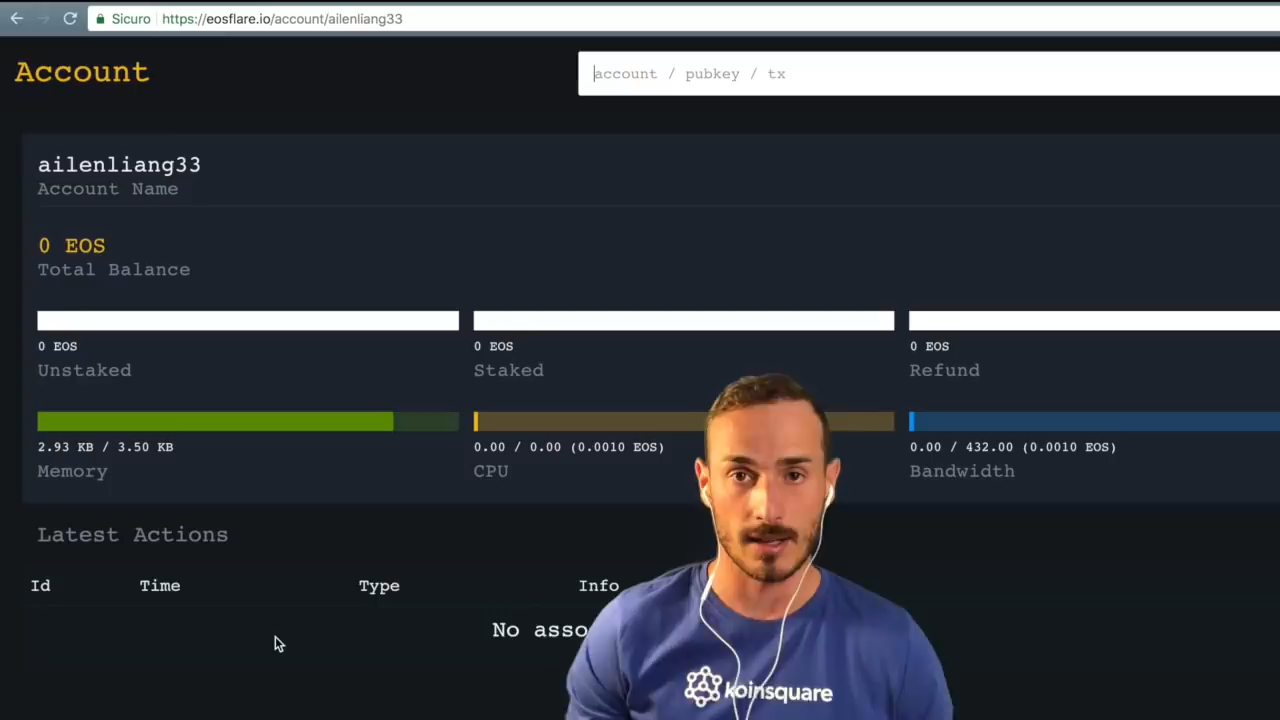 Sicuro https://eosflare.io/account/ailenliang33
Account
account / pubkey / tx
ailenliang33
Account Name
0 EOS
Total Balance
0 EOS 0 EOS 0 EOS
Unstaked Staked Refund
2.93 KB / 3.50 KB 0.00 / 0.00 (0.0010 EOS) 0.00 / 432.00 (0.0010 EOS)
Memory CPU Bandwidth
Latest Actions
Id Time Type Info
No
koinsquare